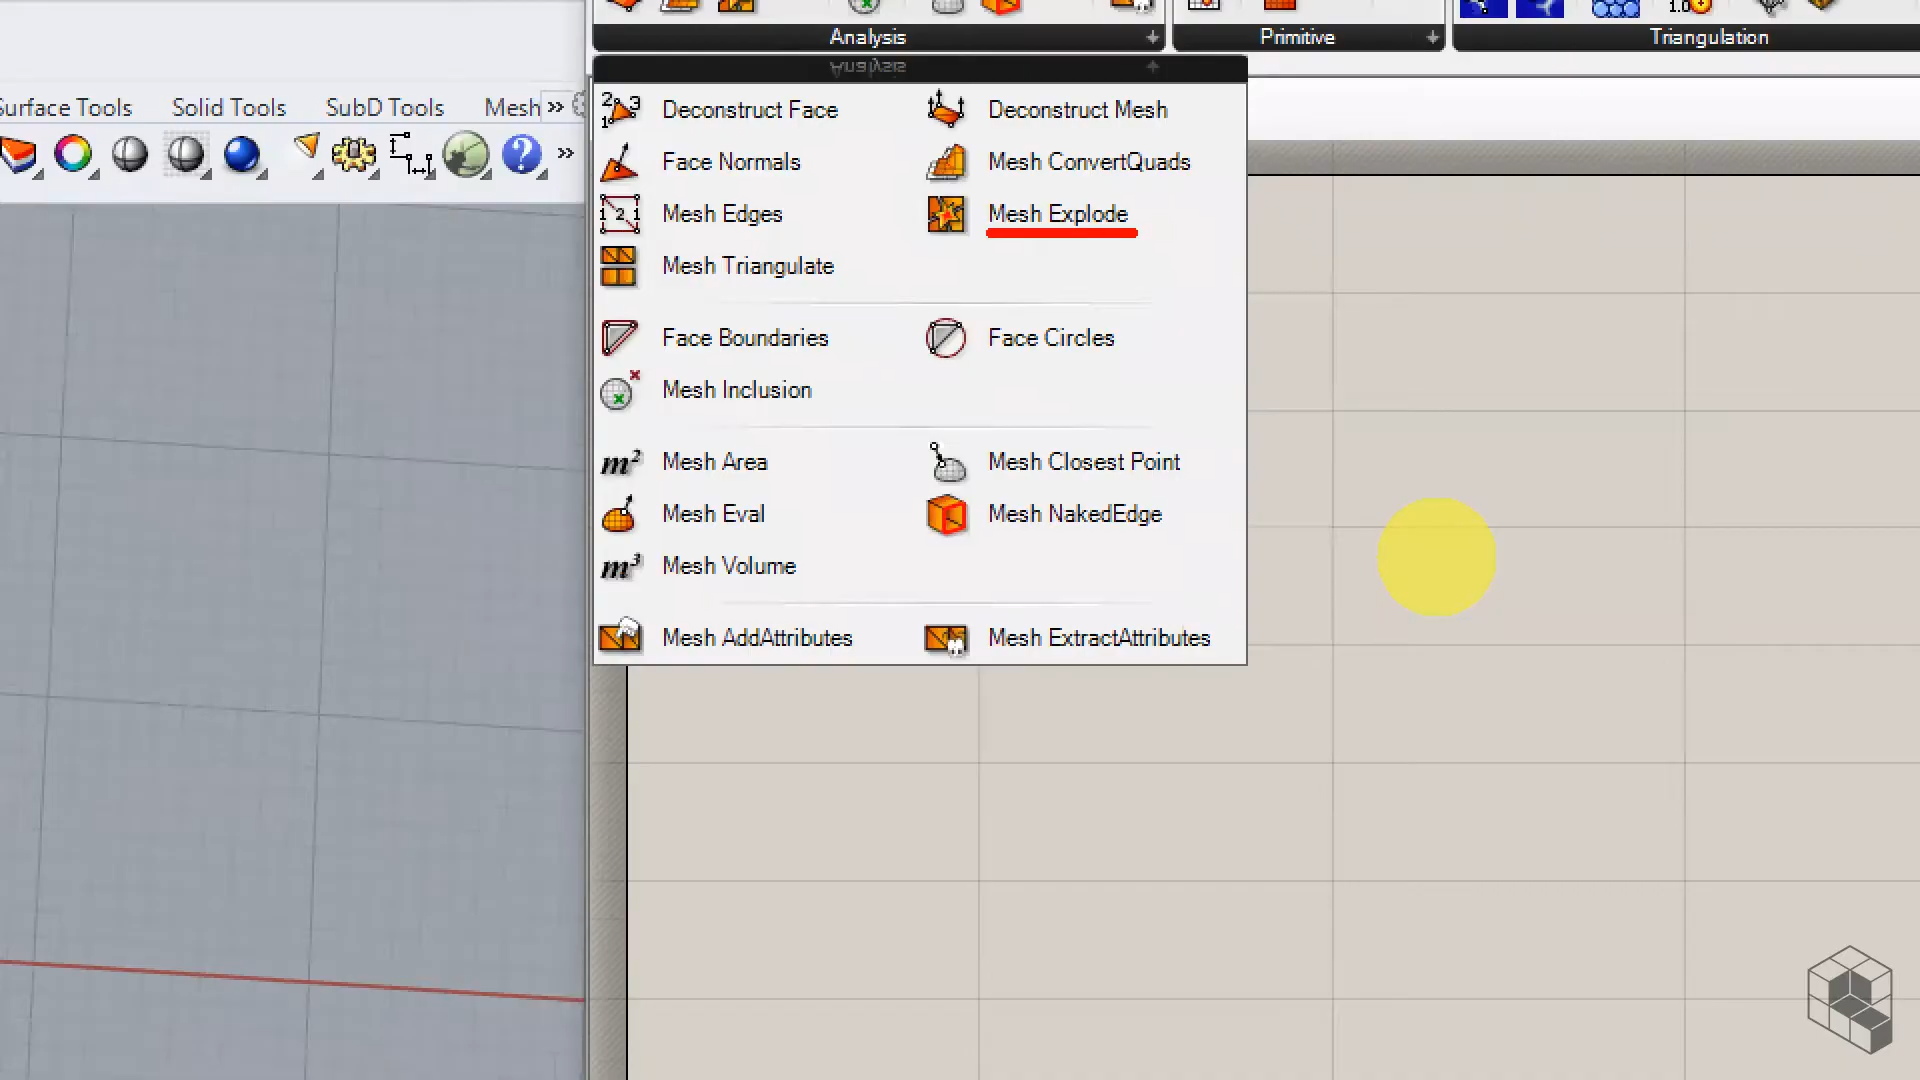 Analysis
Primitive
Triangulation
Analysis
Surface Tools Solid Tools SubD Tools Mesh »
Deconstruct Face
Deconstruct Mesh
Face Normals
Mesh ConvertQuads
Mesh Edges
Mesh Explode
Mesh Triangulate
Face Boundaries
Face Circles
Mesh Inclusion
m² Mesh Area
Mesh Closest Point
Mesh Eval
Mesh NakedEdge
m³ Mesh Volume
Mesh AddAttributes
Mesh ExtractAttributes